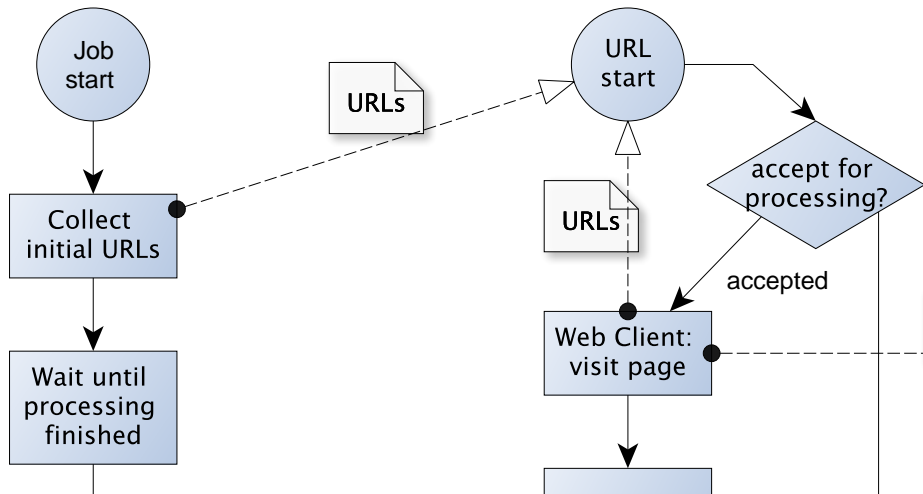 Job
start
URLs
URL
start
accept for
processing?
Collect
initial URLs
URLs
accepted
Web Client:
visit page
Wait until
processing
finished